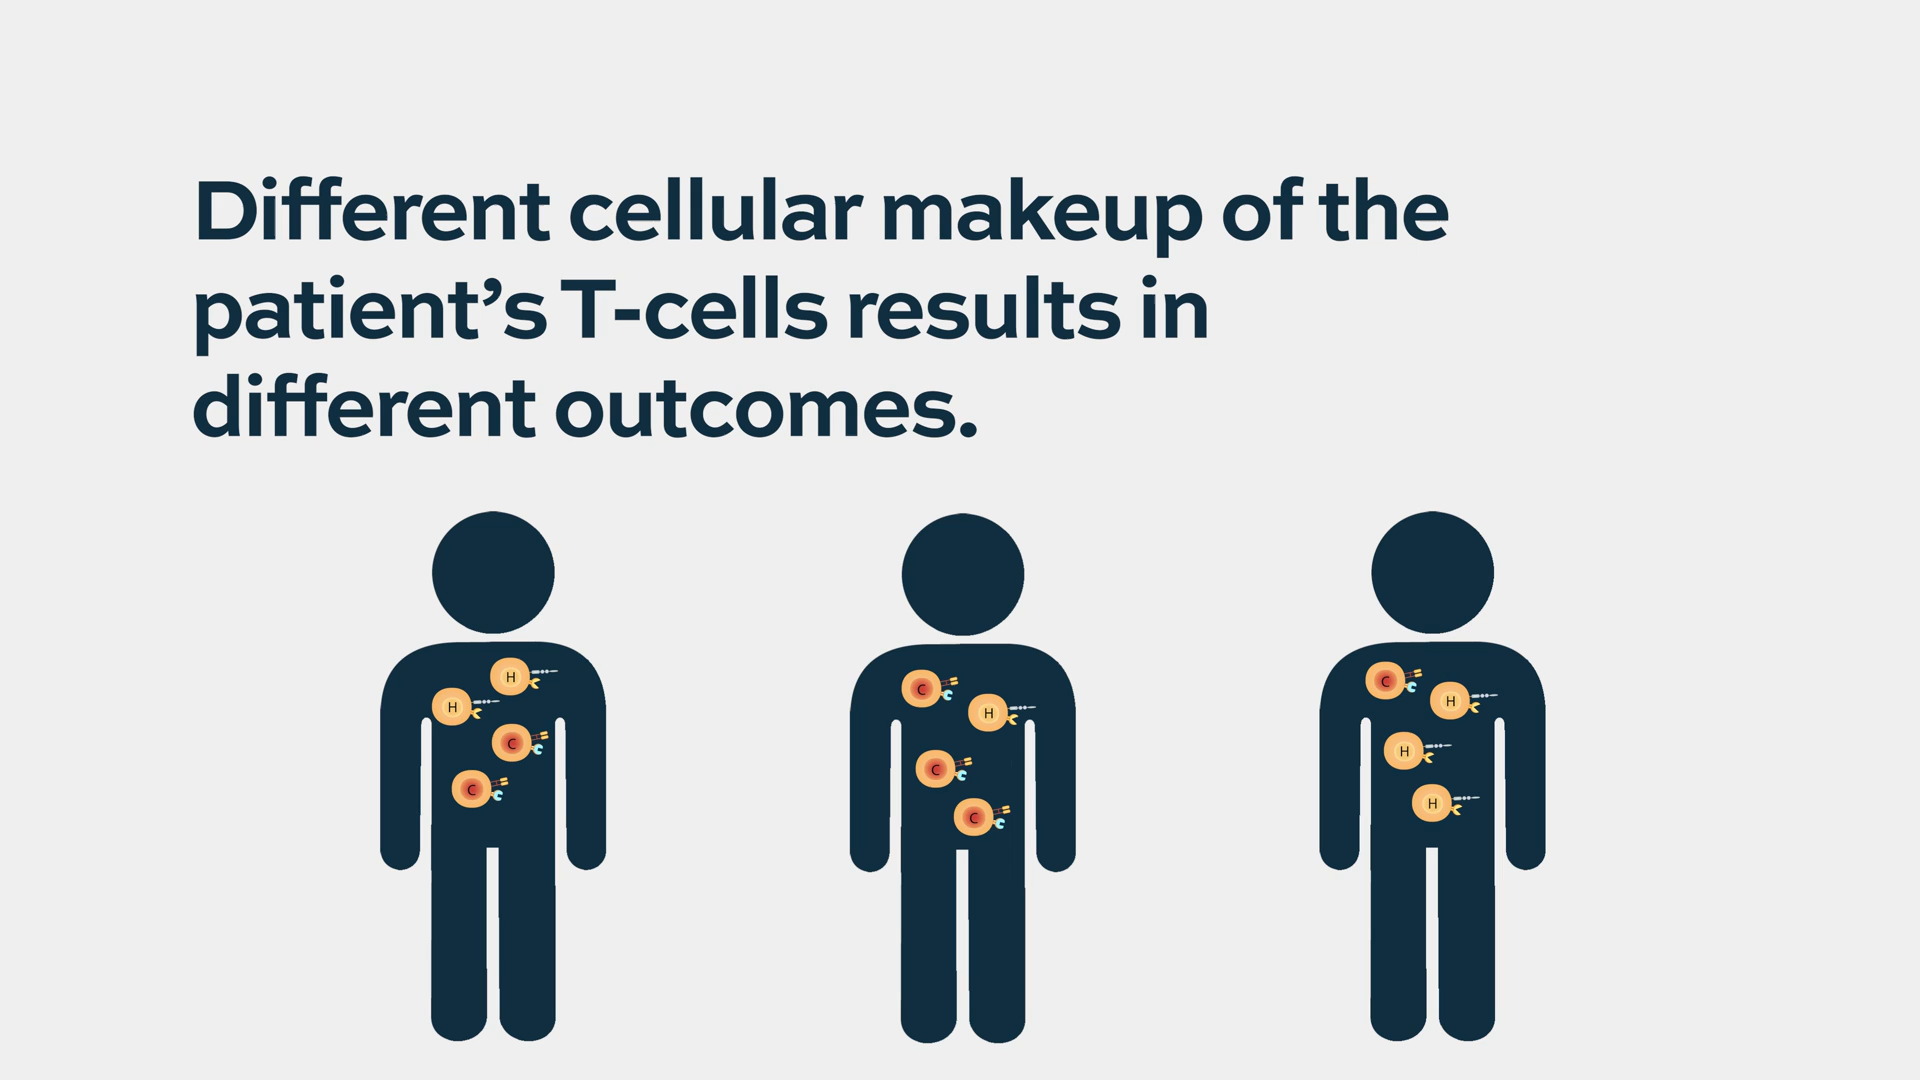 Different cellular makeup of the
patient’s T-cells results in
different outcomes.
H
H
C
C
C
H
C
C
C
H
H
H